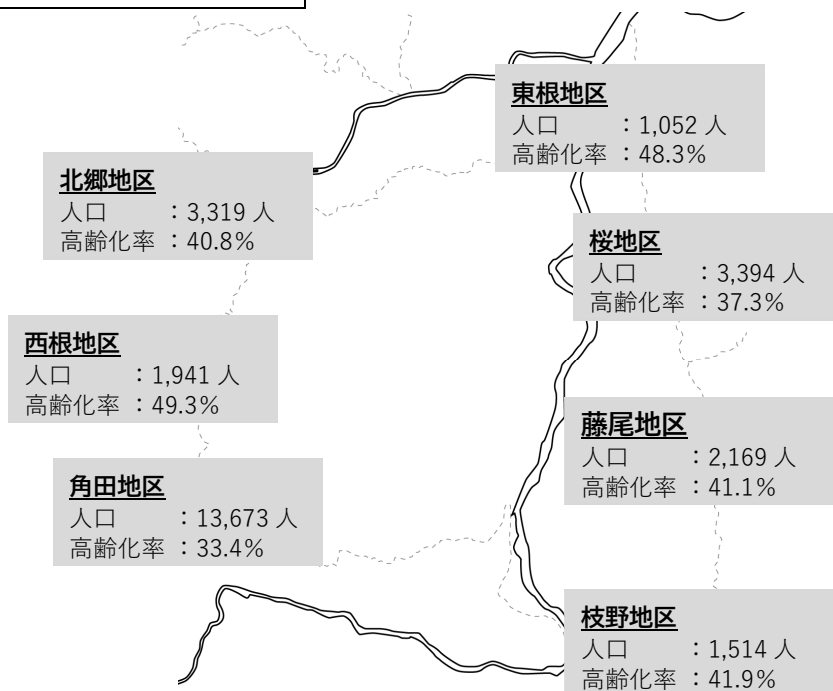 東根地区
人口 ：1,052 人
高齢化率 ：48.3%
北郷地区
人口 ：3,319 人
高齢化率 ：40.8%
桜地区
人口 ：3,394 人
高齢化率 ：37.3%
西根地区
人口 ：1,941 人
高齢化率 ：49.3%
藤尾地区
人口 ：2,169 人
高齢化率 ：41.1%
角田地区
人口 ：13,673 人
高齢化率 ：33.4%
枝野地区
人口 ：1,514 人
高齢化率 ：41.9%